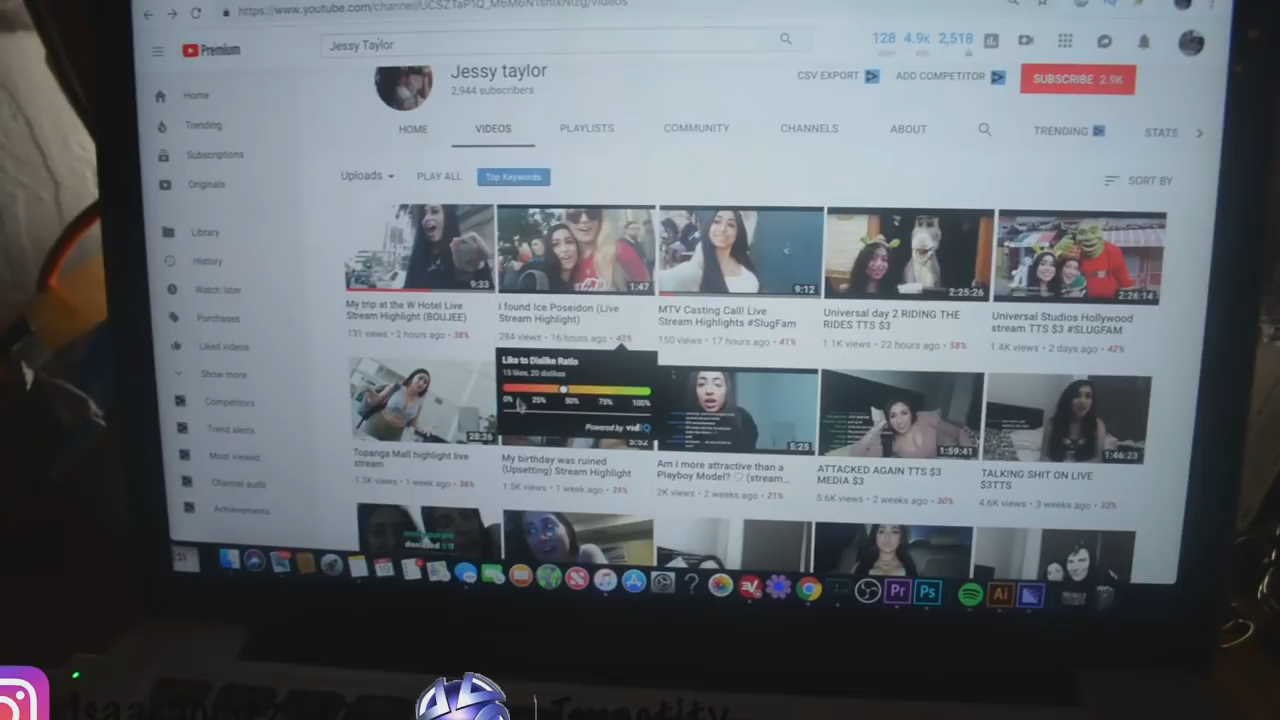 Premium
Jessy Taylor
128 4.9k 2,518
Jessy taylor
2,944 subscribers
CSV EXPORT
ADD COMPETITOR
SUBSCRIBE 2.9K
HOME
VIDEOS
PLAYLISTS
COMMUNITY
CHANNELS
ABOUT
TRENDING
STATS
Uploads
PLAY ALL
Top Keywords
SORT BY
Home
Trending
Subscriptions
Originals
Library
History
Watch later
Purchases
Liked videos
Show more
Competitors
Trend alerts
Most viewed
Channel audit
Achievements
9:33
My trip at the W Hotel Live
Stream Highlight (BOUJEE)
131 views • 2 hours ago • 38%
1:47
I found Ice Poseidon (Live
Stream Highlight)
284 views • 16 hours ago • 43%
9:12
MTV Casting Call! Live
Stream Highlights #SlugFam
150 views • 17 hours ago • 41%
2:25:26
Universal day 2 RIDING THE
RIDES TTS $3
1.1K views • 22 hours ago • 58%
2:26:14
Universal Studios Hollywood
stream TTS $3 #SLUGFAM
1.4K views • 2 days ago • 42%
Like to Dislike Ratio
15 likes, 20 dislikes
0% 25% 50% 75% 100%
Powered by vidIQ
28:26
Topanga Mall highlight live
stream
1.3K views • 1 week ago • 36%
My birthday was ruined
(Upsetting) Stream Highlight
1.5K views • 1 week ago • 39%
5:25
Am I more attractive than a
Playboy Model? ♡ (stream...
2K views • 2 weeks ago • 21%
1:59:41
ATTACKED AGAIN TTS $3
MEDIA $3
5.6K views • 2 weeks ago • 30%
1:46:23
TALKING SHIT ON LIVE
$3TTS
4.6K views • 3 weeks ago • 33%
Pr
Ps
Ai